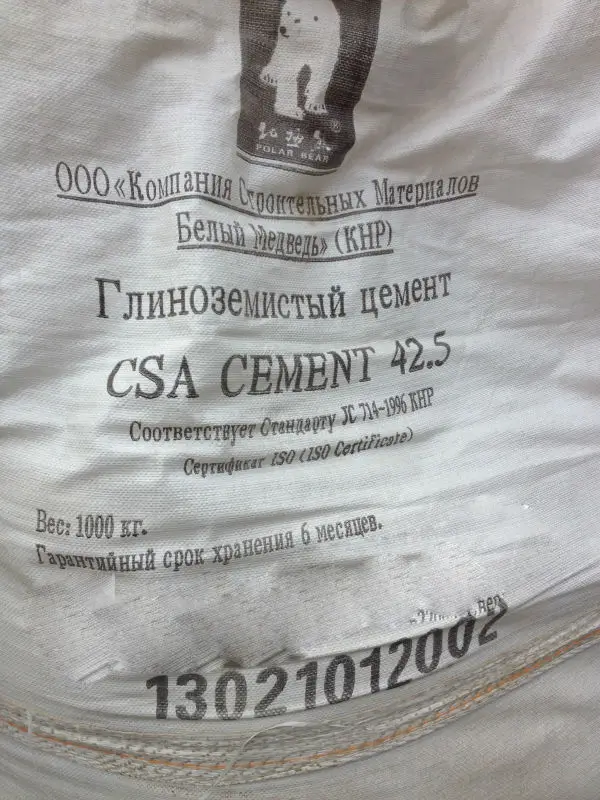 POLAR BEAR
ООО «Компания Строительных Материалов
Белый Медведь» (КНР)
Глиноземистый цемент
CSA CEMENT 42.5
Соответствует Стандарту JC 714-1996 КНР
Сертификат ISO (ISO Certificate)
Вес: 1000 кг.
Гарантийный срок хранения 6 месяцев.
13021012002